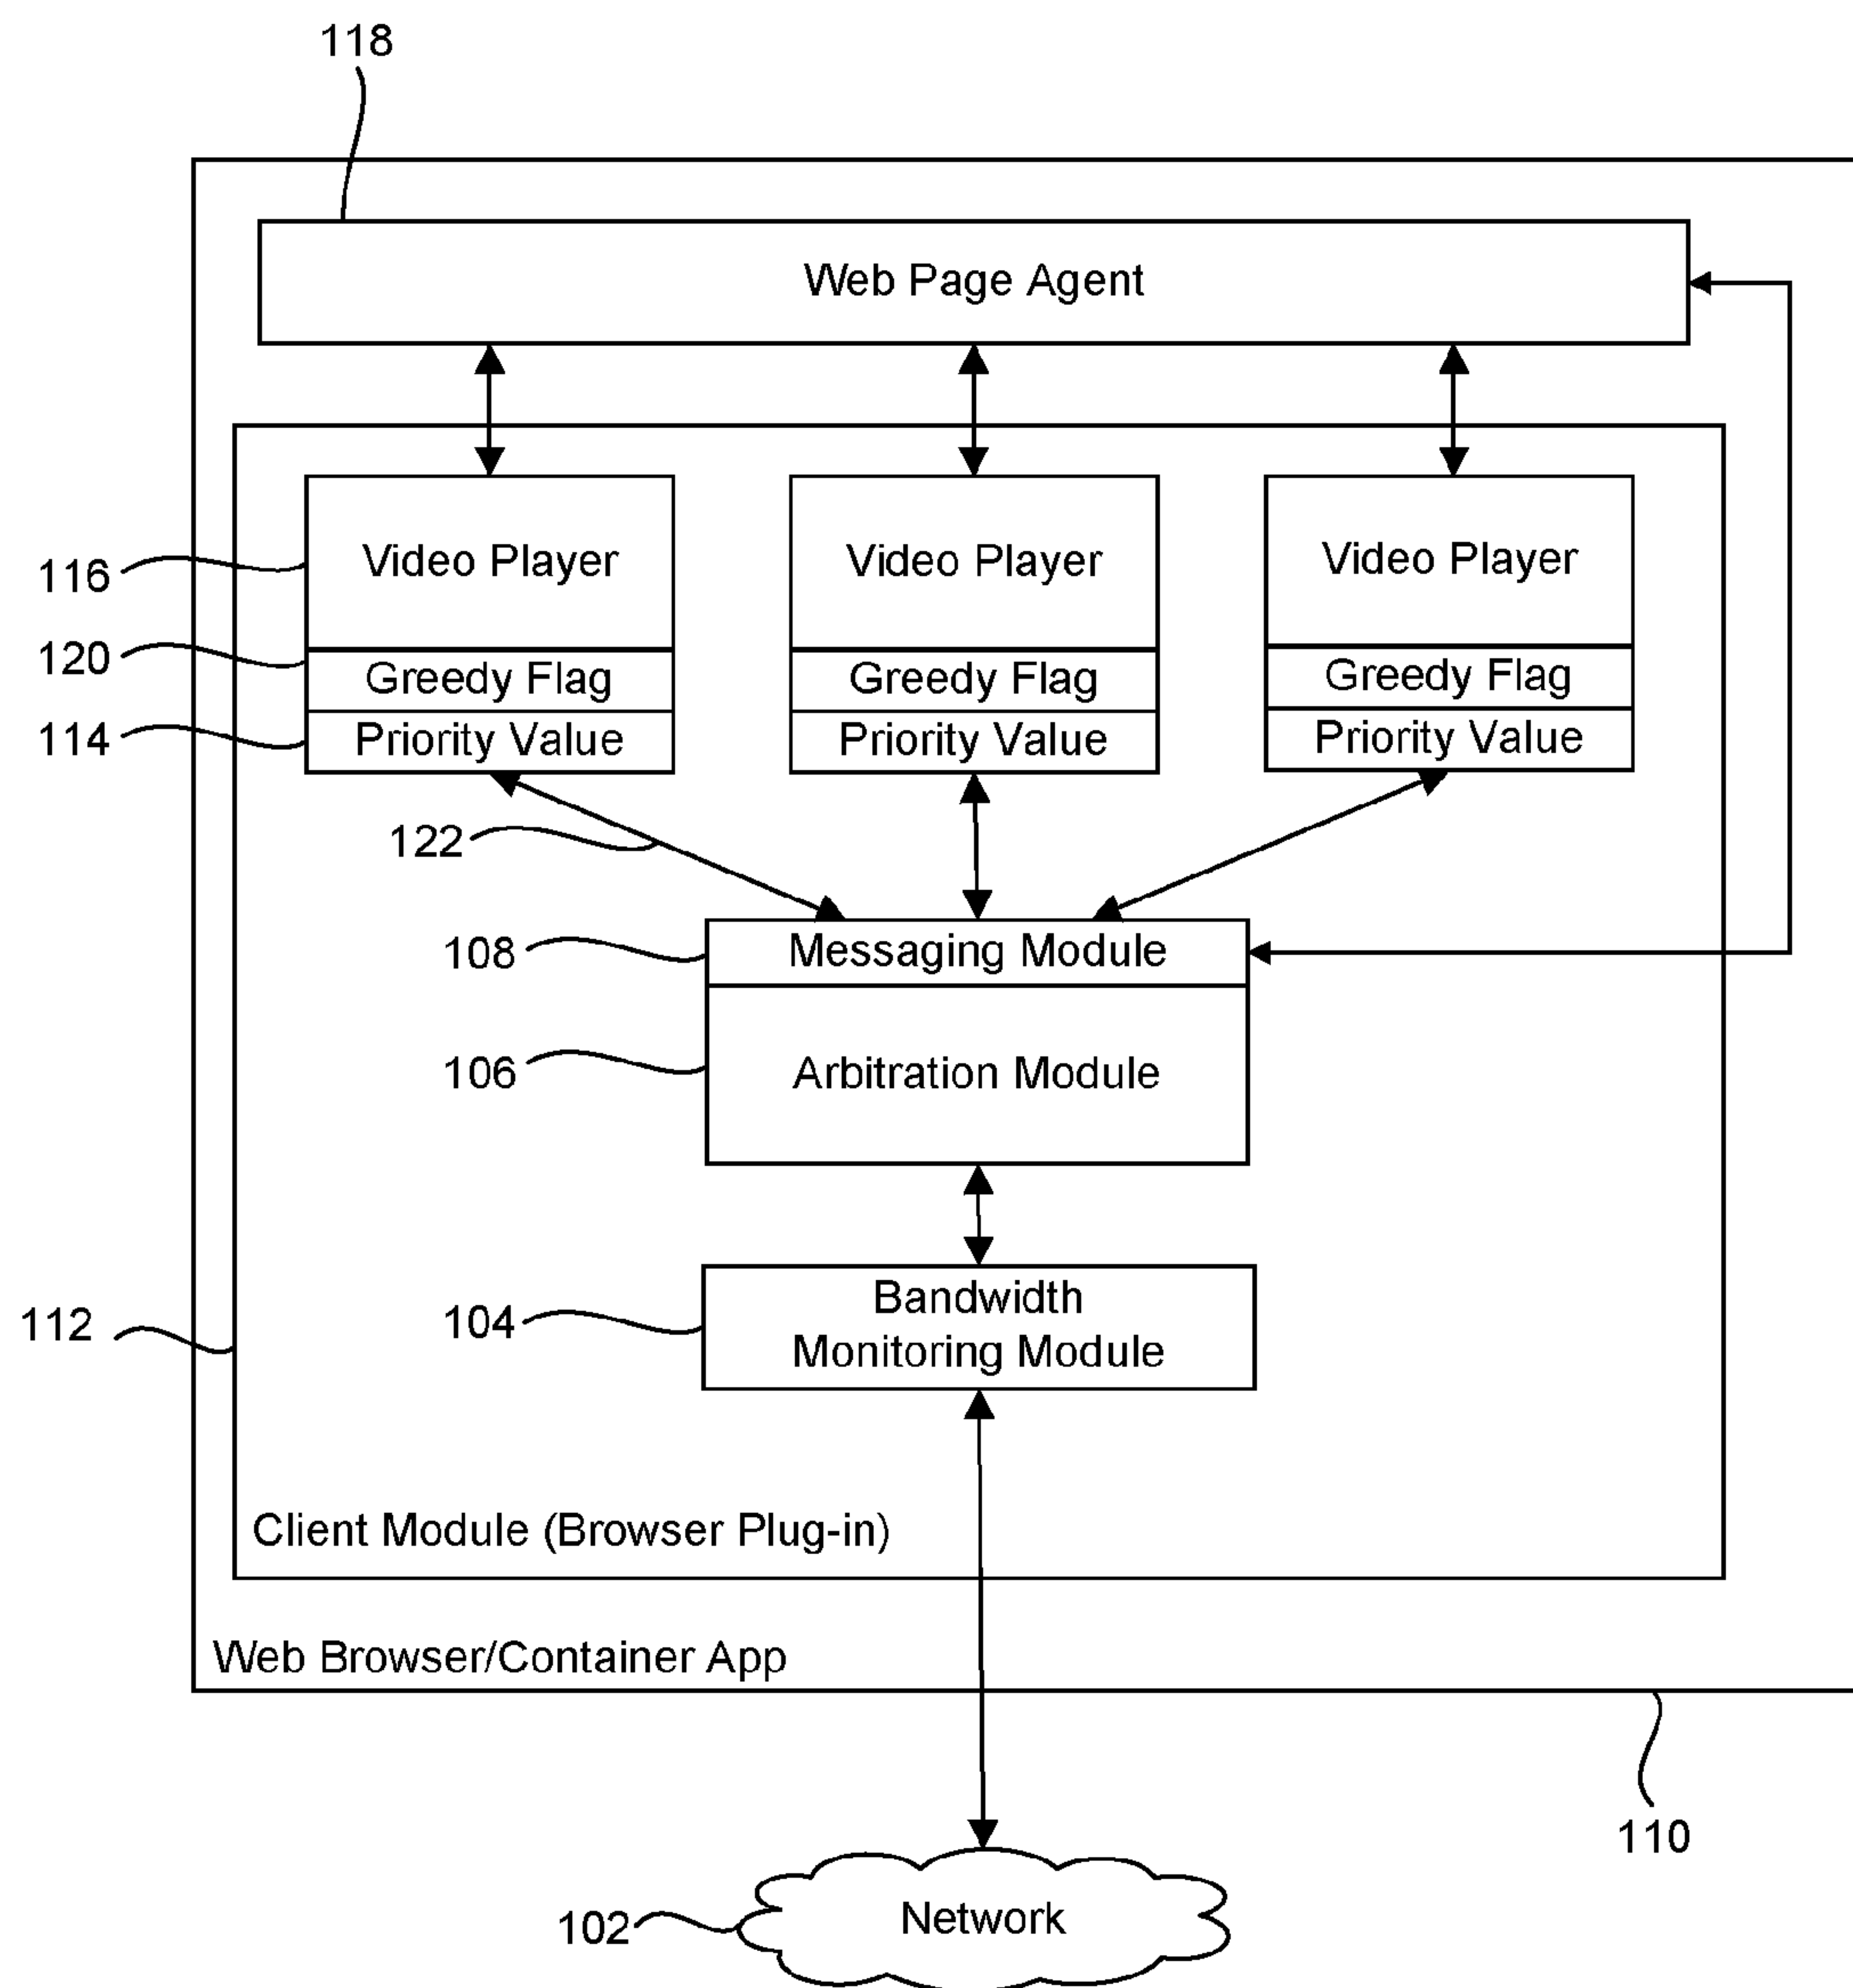 118
Web Page Agent
Video Player
Video Player
Video Player
116
120
Greedy Flag
Greedy Flag
Greedy Flag
114
Priority Value
Priority Value
Priority Value
122
108
Messaging Module
106
Arbitration Module
104
Bandwidth
Monitoring Module
112
Client Module (Browser Plug-in)
Web Browser/Container App
110
102
Network